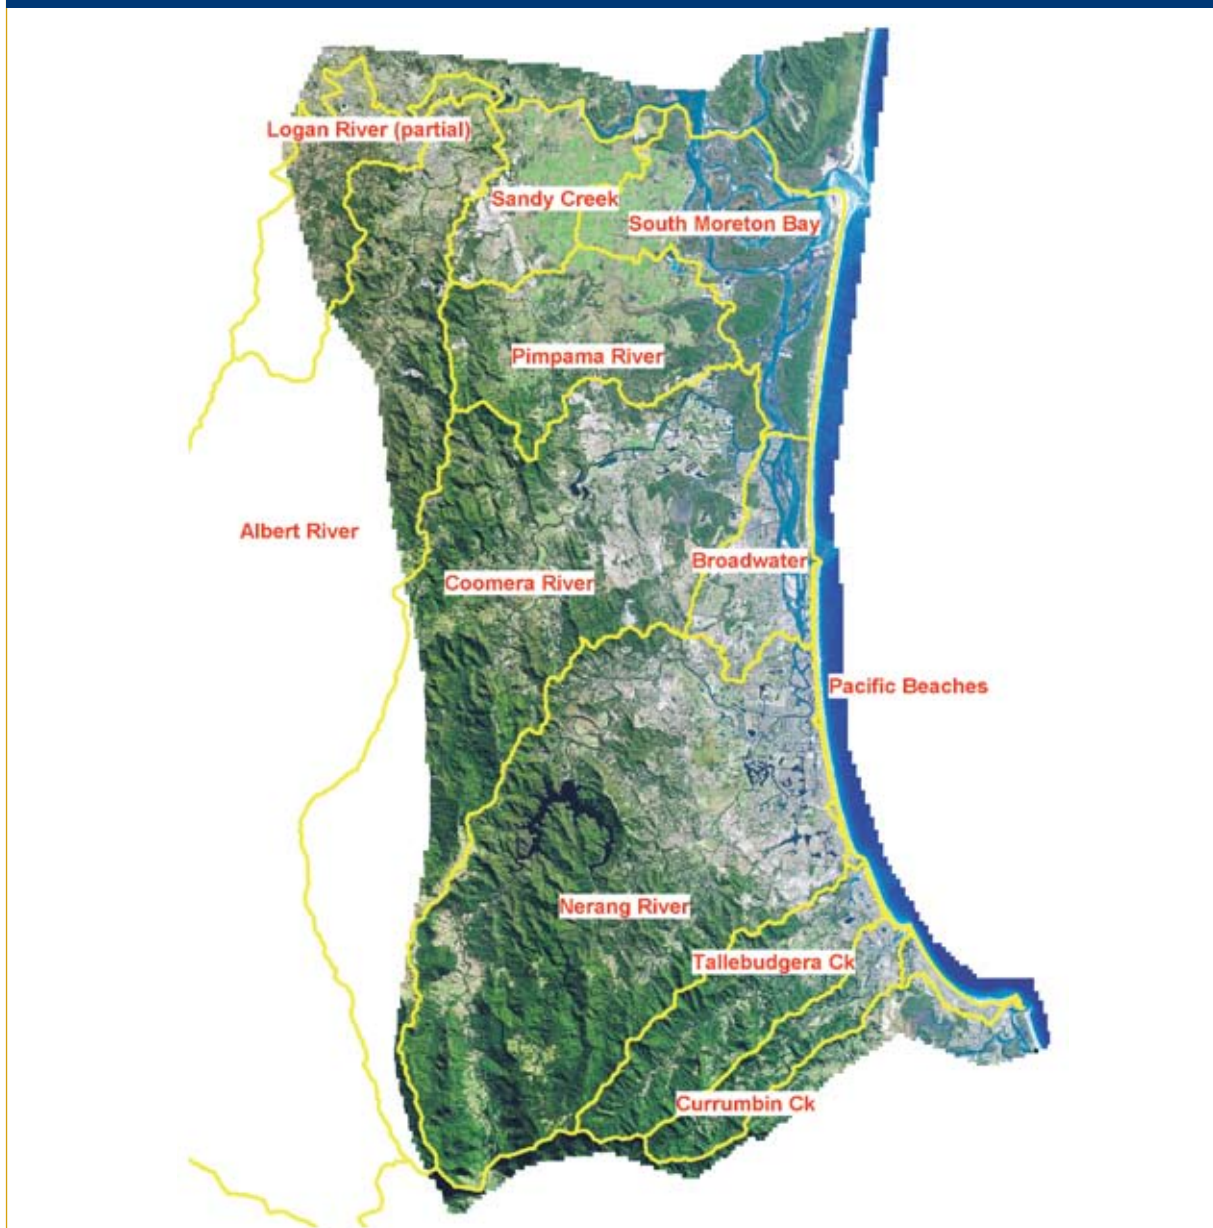 Logan River (partial)
Sandy Creek
South Moreton Bay
Pimpama River
Albert River
Coomera River
Broadwater
Pacific Beaches
Nerang River
Tallebudgera Ck
Currumbin Ck